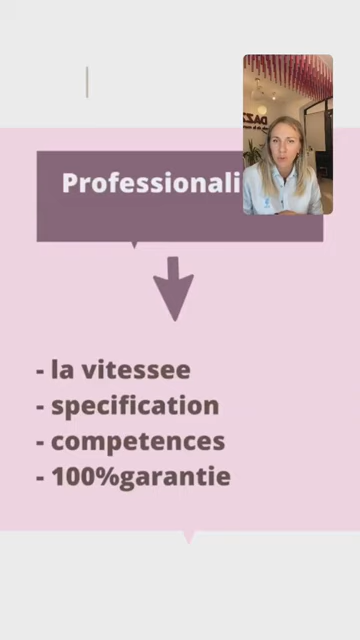 Professionali
- la vitessee
- specification
- competences
- 100%garantie